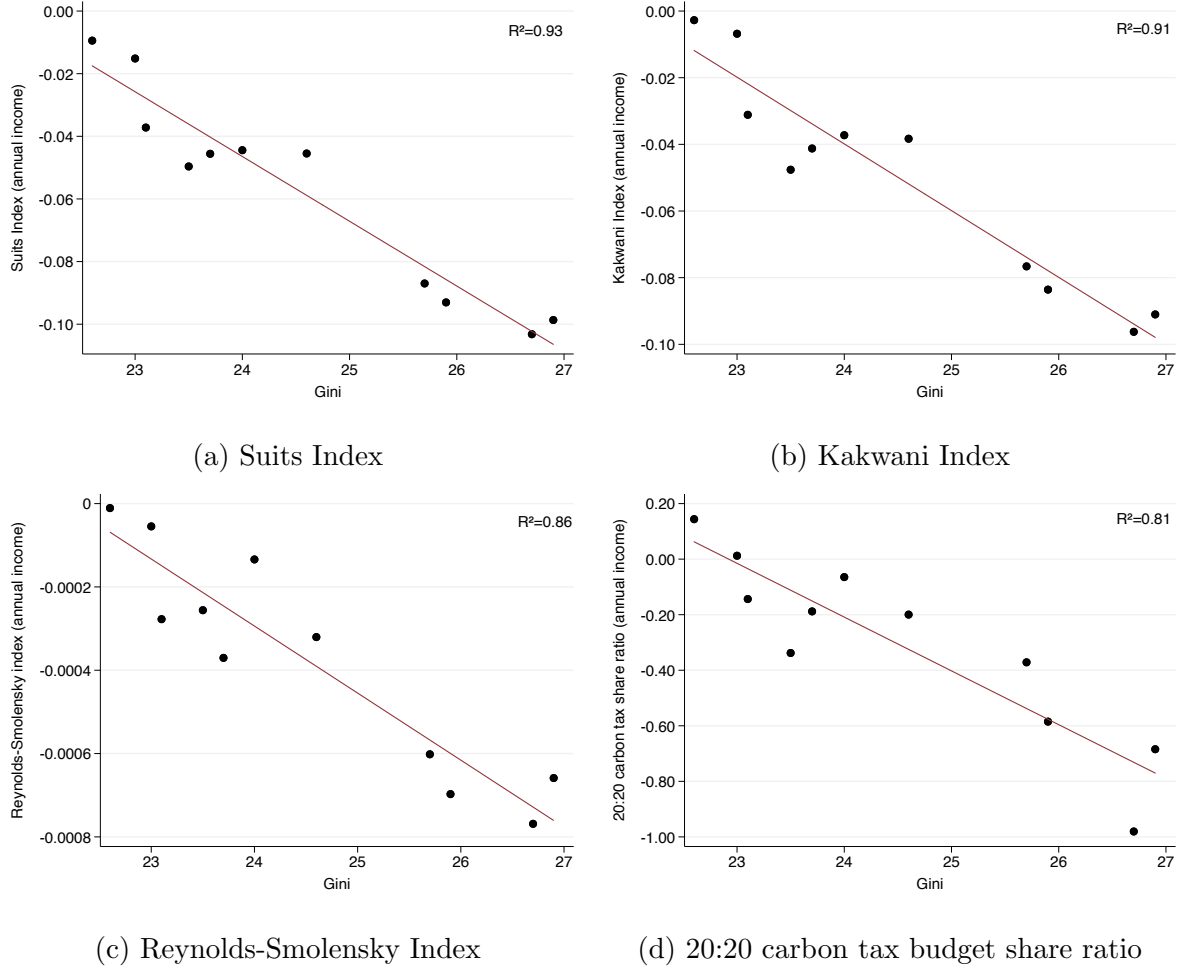 0.00
-0.02
-0.04
-0.06
-0.08
-0.10
Suits Index (annual income)
R²=0.93
23 24 25 26 27
Gini
(a) Suits Index
0.00
-0.02
-0.04
-0.06
-0.08
-0.10
Kakwani Index (annual income)
R²=0.91
23 24 25 26 27
Gini
(b) Kakwani Index
0
-0.0002
-0.0004
-0.0006
-0.0008
Reynolds-Smolensky index (annual income)
R²=0.86
23 24 25 26 27
Gini
(c) Reynolds-Smolensky Index
0.20
0.00
-0.20
-0.40
-0.60
-0.80
-1.00
20:20 carbon tax share ratio (annual income)
R²=0.81
23 24 25 26 27
Gini
(d) 20:20 carbon tax budget share ratio